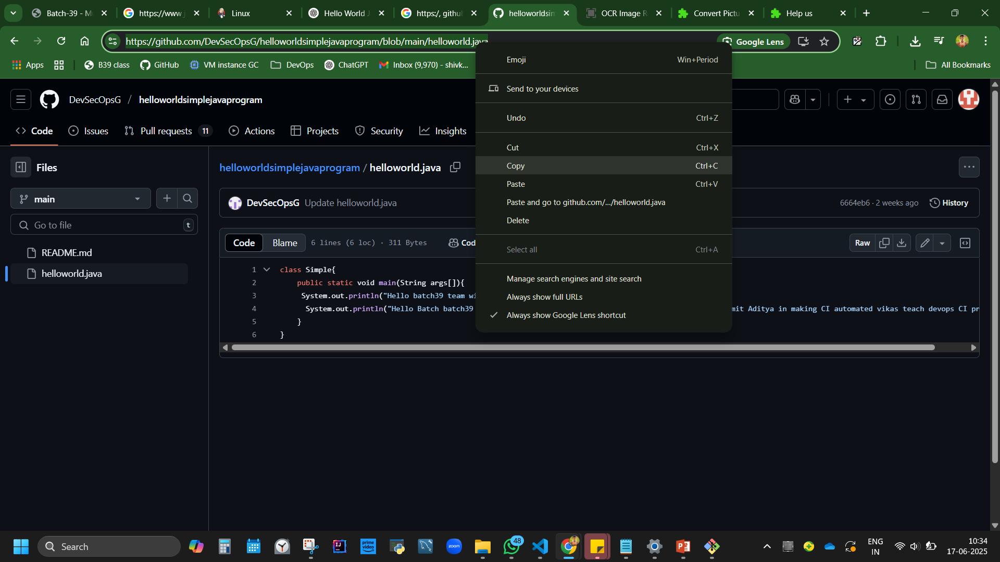 Batch-39 - M
https://www.j
Linux
Hello World J
https:/, githu
helloworldsim
OCR Image R
Convert Pictu
Help us
https://github.com/DevSecOpsG/helloworldsimplejavaprogram/blob/main/helloworld.java
Google Lens
Apps
B39 class
GitHub
VM instance GC
DevOps
ChatGPT
Inbox (9,970) - shivk...
All Bookmarks
DevSecOpsG / helloworldsimplejavaprogram
Code
Issues
Pull requests 11
Actions
Projects
Security
Insights
Files
main
Go to file t
README.md
helloworld.java
helloworldsimplejavaprogram / helloworld.java
DevSecOpsG Update helloworld.java
6664eb6 · 2 weeks ago
History
Code Blame 6 lines (6 loc) · 311 Bytes
Cod
Raw
1 class Simple{
2 public static void main(String args[]){
3 System.out.println("Hello batch39 team wi
4 System.out.println("Hello Batch batch39
mit Aditya in making CI automated vikas teach devops CI pr
5 }
6 }
Emoji Win+Period
Send to your devices
Undo Ctrl+Z
Cut Ctrl+X
Copy Ctrl+C
Paste Ctrl+V
Paste and go to github.com/.../helloworld.java
Delete
Select all Ctrl+A
Manage search engines and site search
Always show full URLs
Always show Google Lens shortcut
Search
IJ
prime video
zoom
48
ENG
IN
10:34
17-06-2025